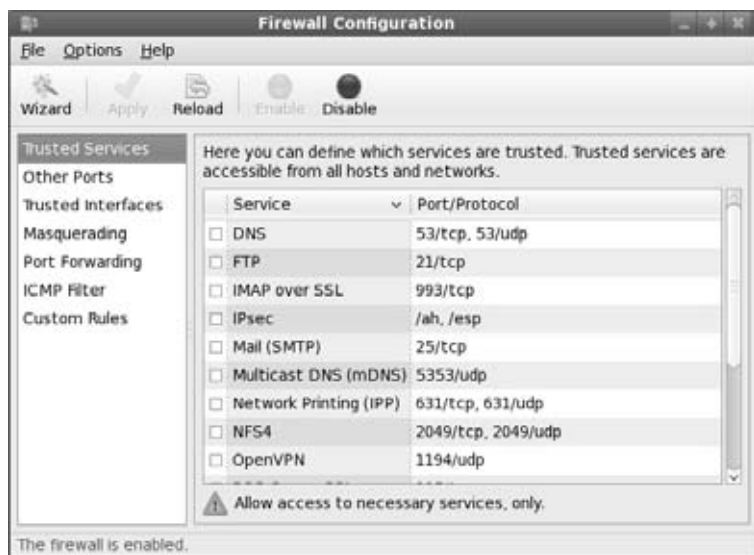 Firewall Configuration
File Options Help
Wizard Apply Reload Enable Disable
Trusted Services
Other Ports
Trusted Interfaces
Masquerading
Port Forwarding
ICMP Filter
Custom Rules
Here you can define which services are trusted. Trusted services are
accessible from all hosts and networks.
Service Port/Protocol
DNS 53/tcp, 53/udp
FTP 21/tcp
IMAP over SSL 993/tcp
IPsec /ah, /esp
Mail (SMTP) 25/tcp
Multicast DNS (mDNS) 5353/udp
Network Printing (IPP) 631/tcp, 631/udp
NFS4 2049/tcp, 2049/udp
OpenVPN 1194/udp
Allow access to necessary services, only.
The firewall is enabled.